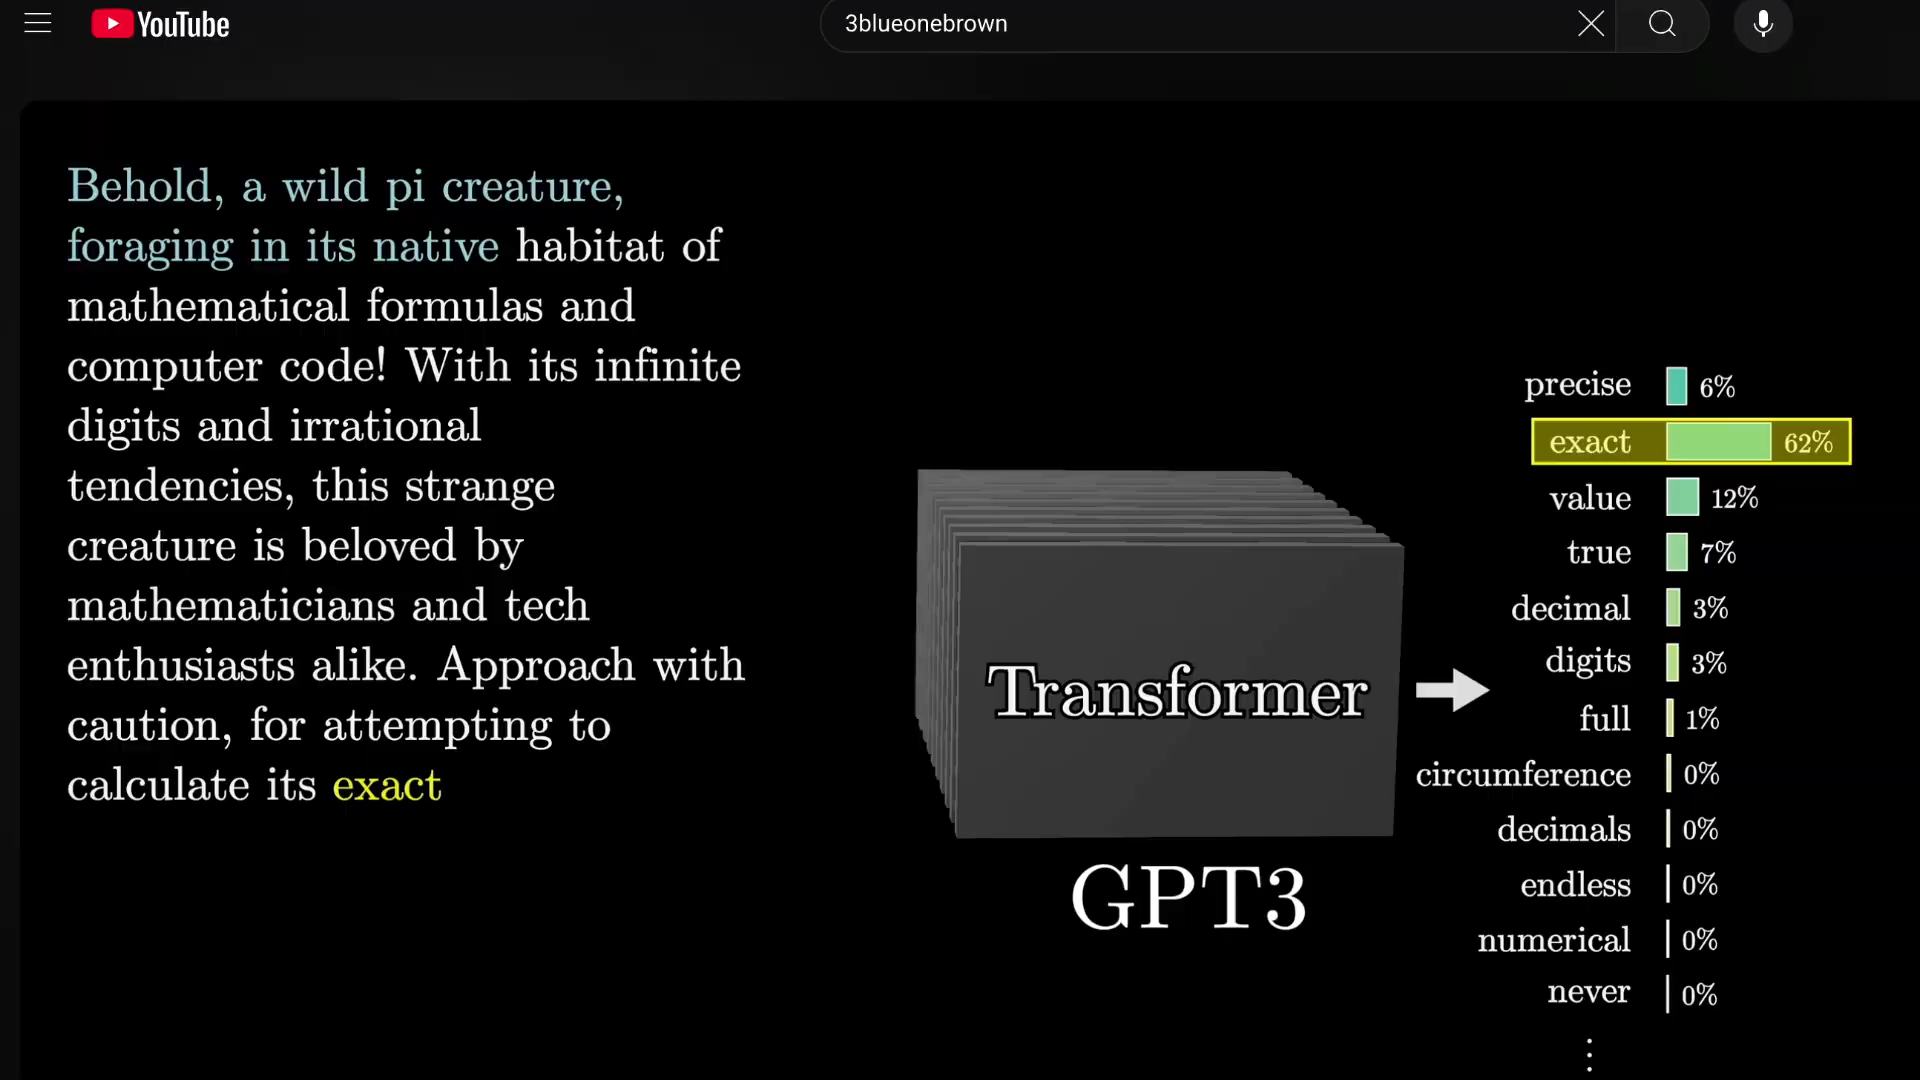 YouTube
3blueonebrown
Behold, a wild pi creature,
foraging in its native habitat of
mathematical formulas and
computer code! With its infinite
digits and irrational
tendencies, this strange
creature is beloved by
mathematicians and tech
enthusiasts alike. Approach with
caution, for attempting to
calculate its exact
Transformer
GPT3
precise 6%
exact 62%
value 12%
true 7%
decimal 3%
digits 3%
full 1%
circumference 0%
decimals 0%
endless 0%
numerical 0%
never 0%